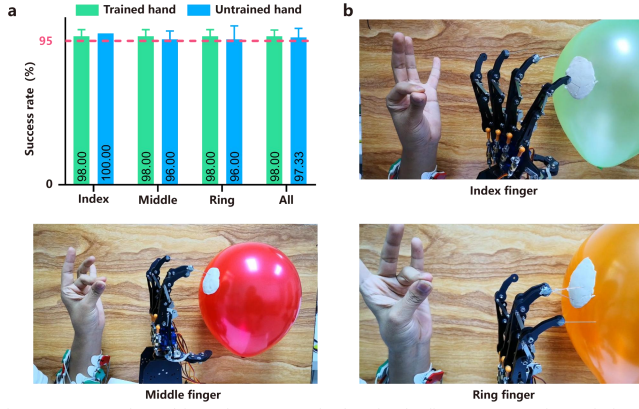 a
Trained hand
Untrained hand
95
Success rate (%)
0
98.00
100.00
98.00
96.00
98.00
96.00
98.00
97.33
Index
Middle
Ring
All
b
Index finger
Middle finger
Ring finger